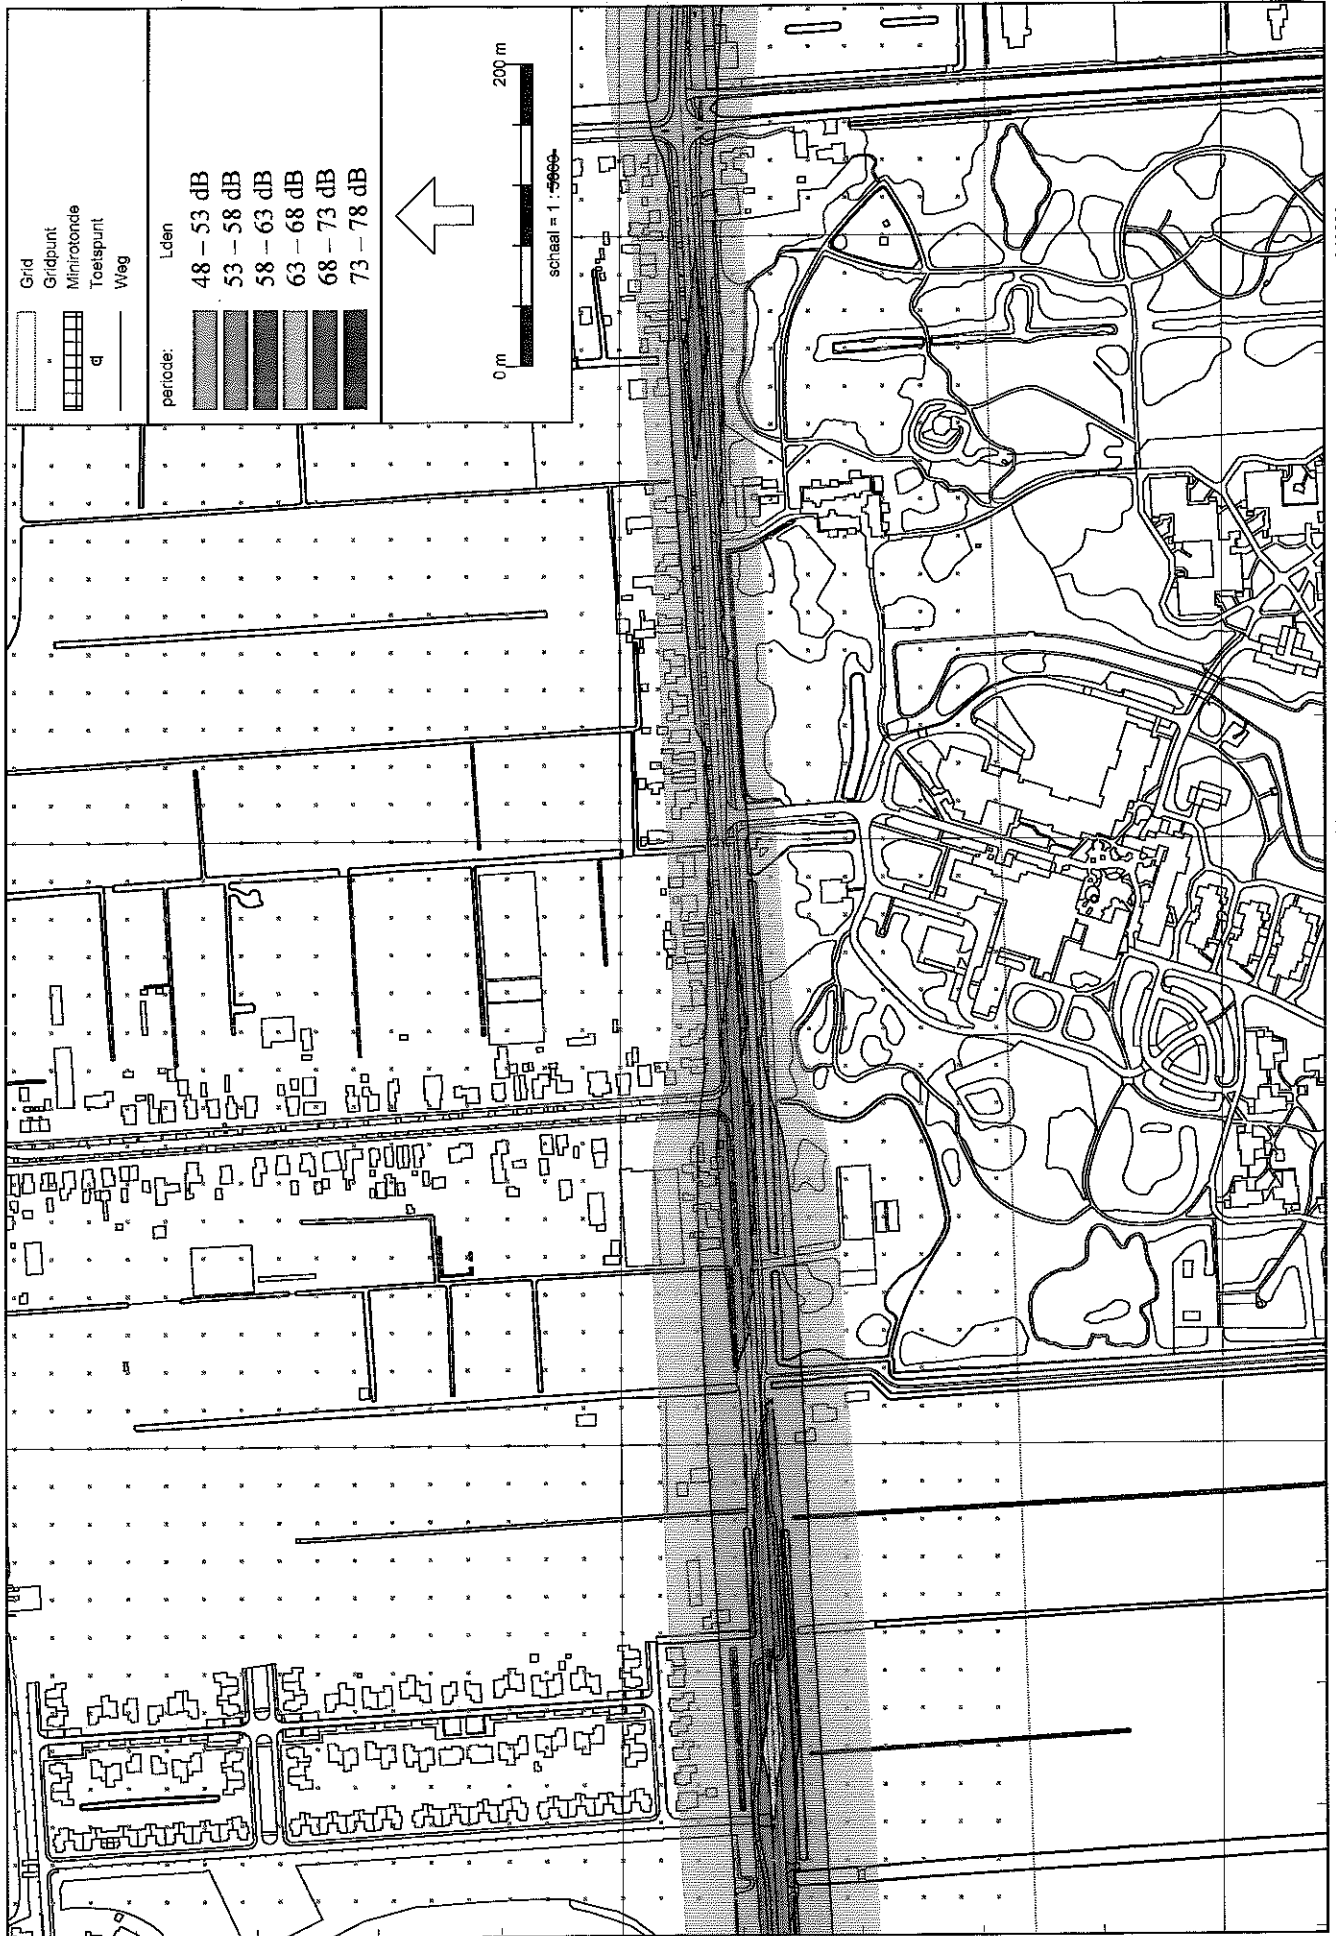 Grid
Gridpunt
Minirotonde
Toetspunt
Weg
periode: Lden
48 – 53 dB
53 – 58 dB
58 – 63 dB
63 – 68 dB
68 – 73 dB
73 – 78 dB
0 m 200 m
schaal = 1 : 5000